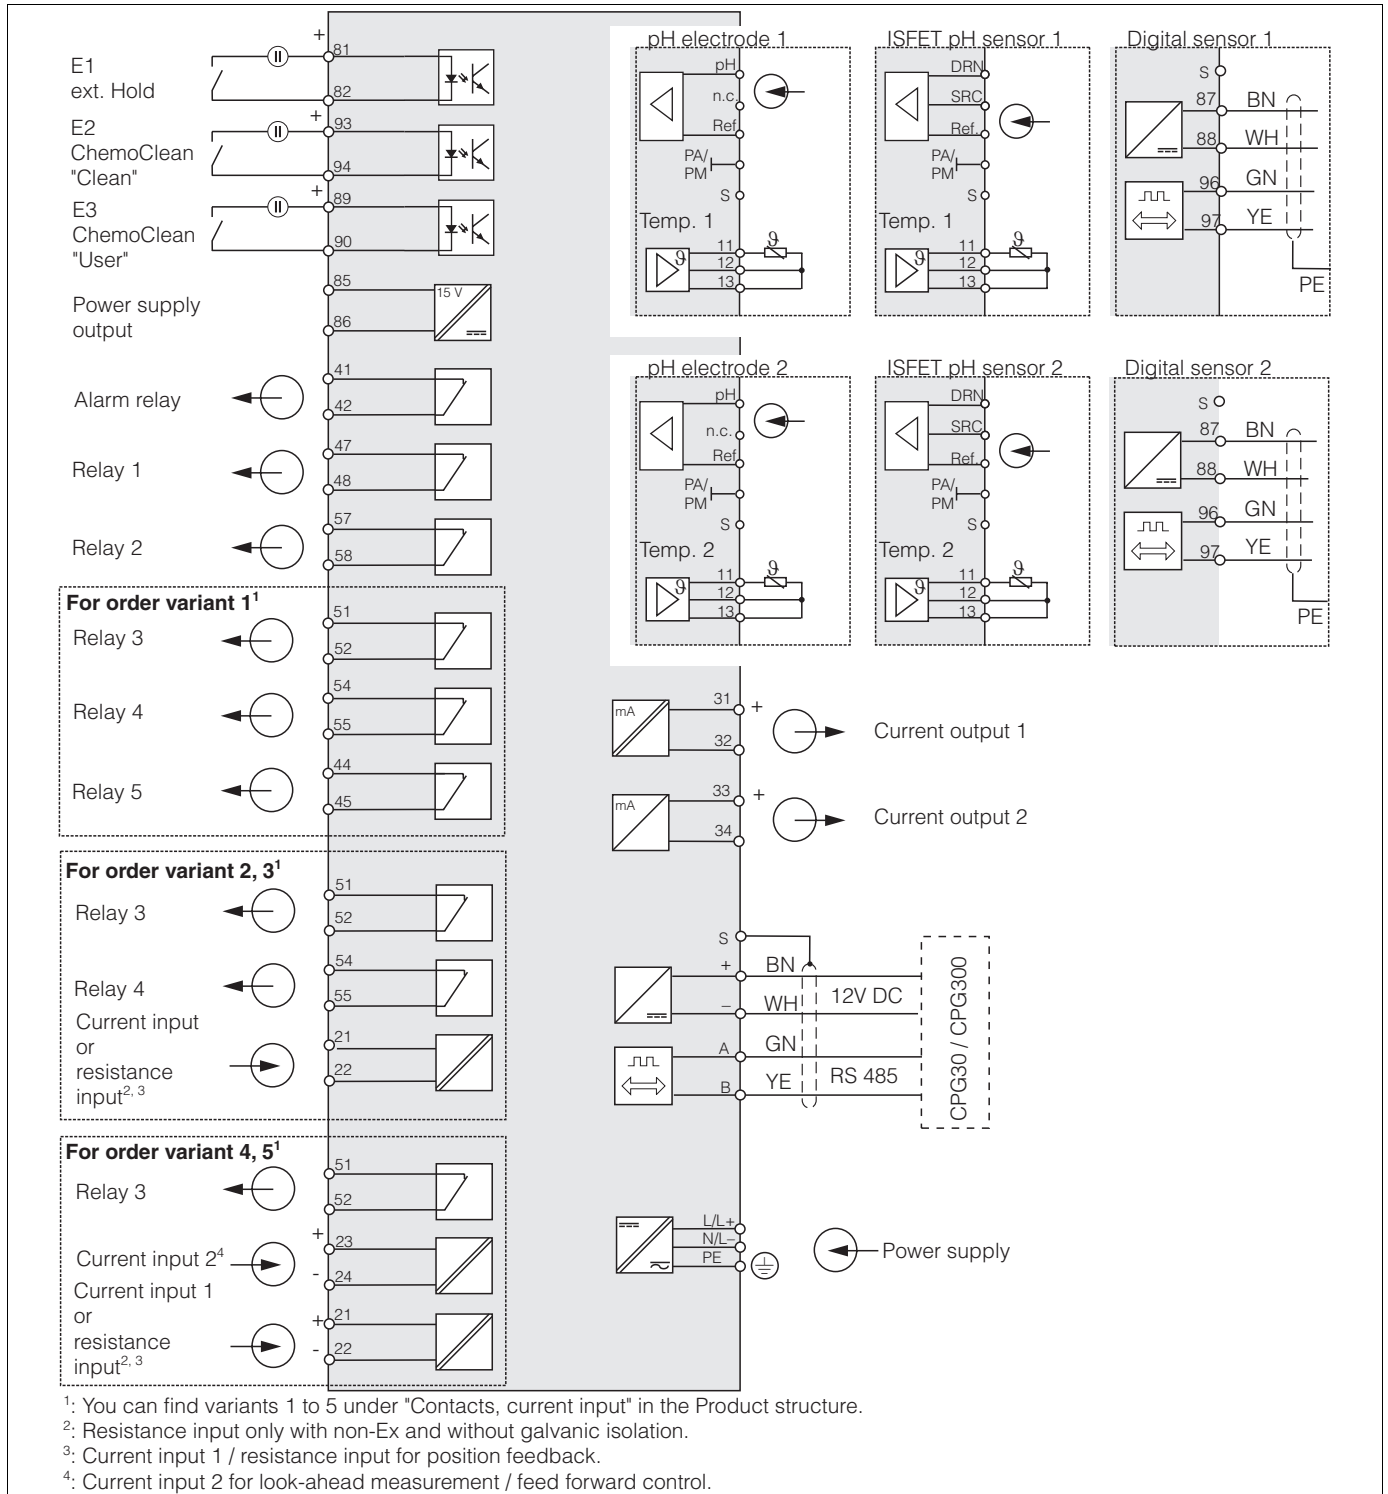 E1
ext. Hold
+
81
82
E2
ChemoClean
"Clean"
+
93
94
E3
ChemoClean
"User"
+
89
90
Power supply
output
85
86
15 V
Alarm relay
41
42
Relay 1
47
48
Relay 2
57
58
For order variant 1¹
Relay 3
51
52
Relay 4
54
55
Relay 5
44
45
For order variant 2, 3¹
Relay 3
51
52
Relay 4
54
55
Current input
or
resistance
input², ³
21
22
For order variant 4, 5¹
Relay 3
51
52
Current input 2⁴
+
23
-
24
Current input 1
or
resistance
input², ³
+
21
-
22
pH electrode 1
pH
n.c.
Ref
PA/
PM
S
Temp. 1
ϑ
11
12
13
ϑ
ISFET pH sensor 1
DRN
SRC
Ref.
PA/
PM
S
Temp. 1
ϑ
11
12
13
ϑ
Digital sensor 1
S
87 BN
88 WH
96 GN
97 YE
PE
pH electrode 2
pH
n.c.
Ref
PA/
PM
S
Temp. 2
ϑ
11
12
13
ϑ
ISFET pH sensor 2
DRN
SRC
Ref.
PA/
PM
S
Temp. 2
ϑ
11
12
13
ϑ
Digital sensor 2
S
87 BN
88 WH
96 GN
97 YE
PE
mA
31 +
32
Current output 1
mA
33 +
34
Current output 2
S
+ BN
12V DC
– WH
A GN
RS 485
B YE
CPG30 / CPG300
L/L+
N/L–
PE
Power supply
¹: You can find variants 1 to 5 under "Contacts, current input" in the Product structure.
²: Resistance input only with non-Ex and without galvanic isolation.
³: Current input 1 / resistance input for position feedback.
⁴: Current input 2 for look-ahead measurement / feed forward control.